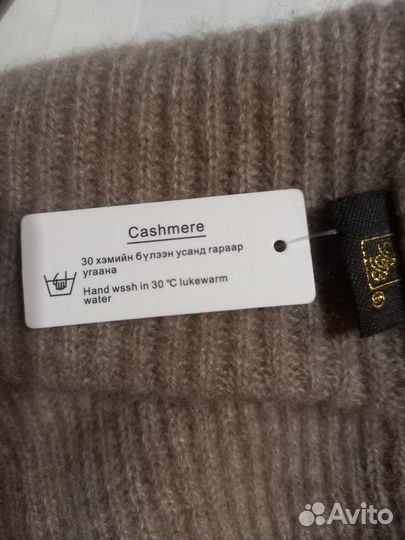 Cashmere
30 хэмийн бүлээн усанд гараар
угаана
Hand wssh in 30 °C lukewarm
water
Avito